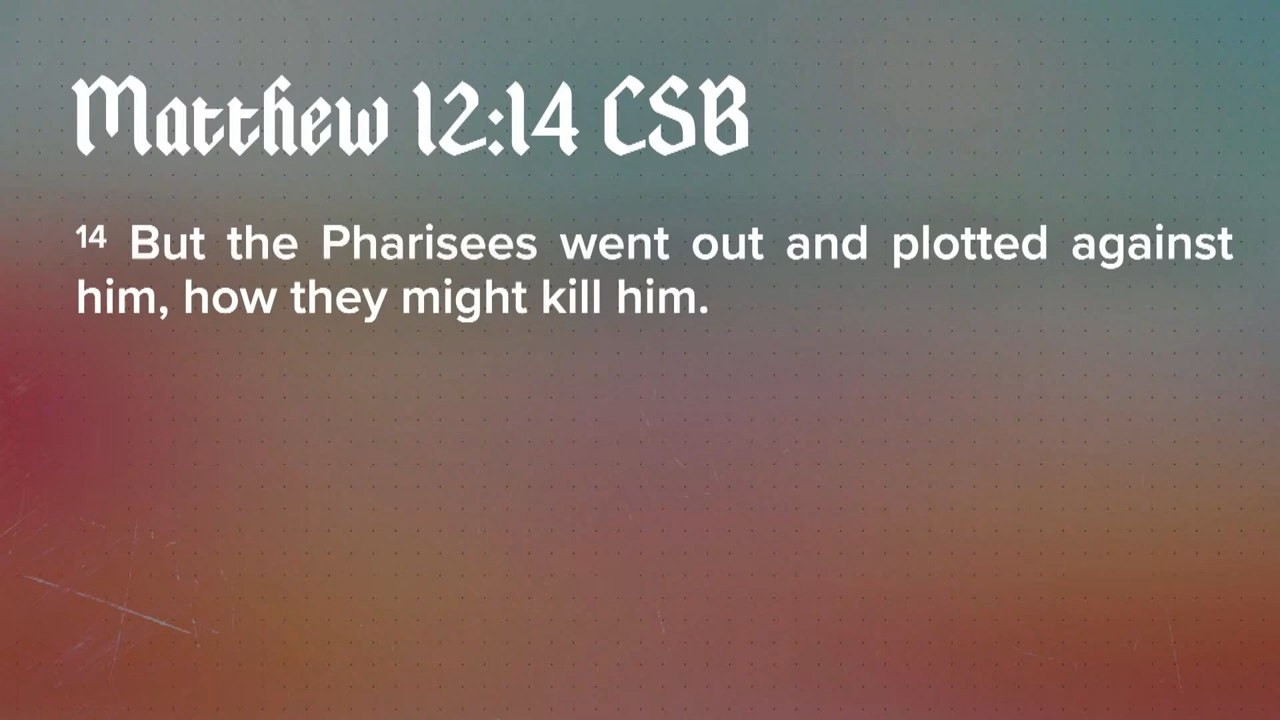 Matthew 12:14 CSB
14 But the Pharisees went out and plotted against
him, how they might kill him.